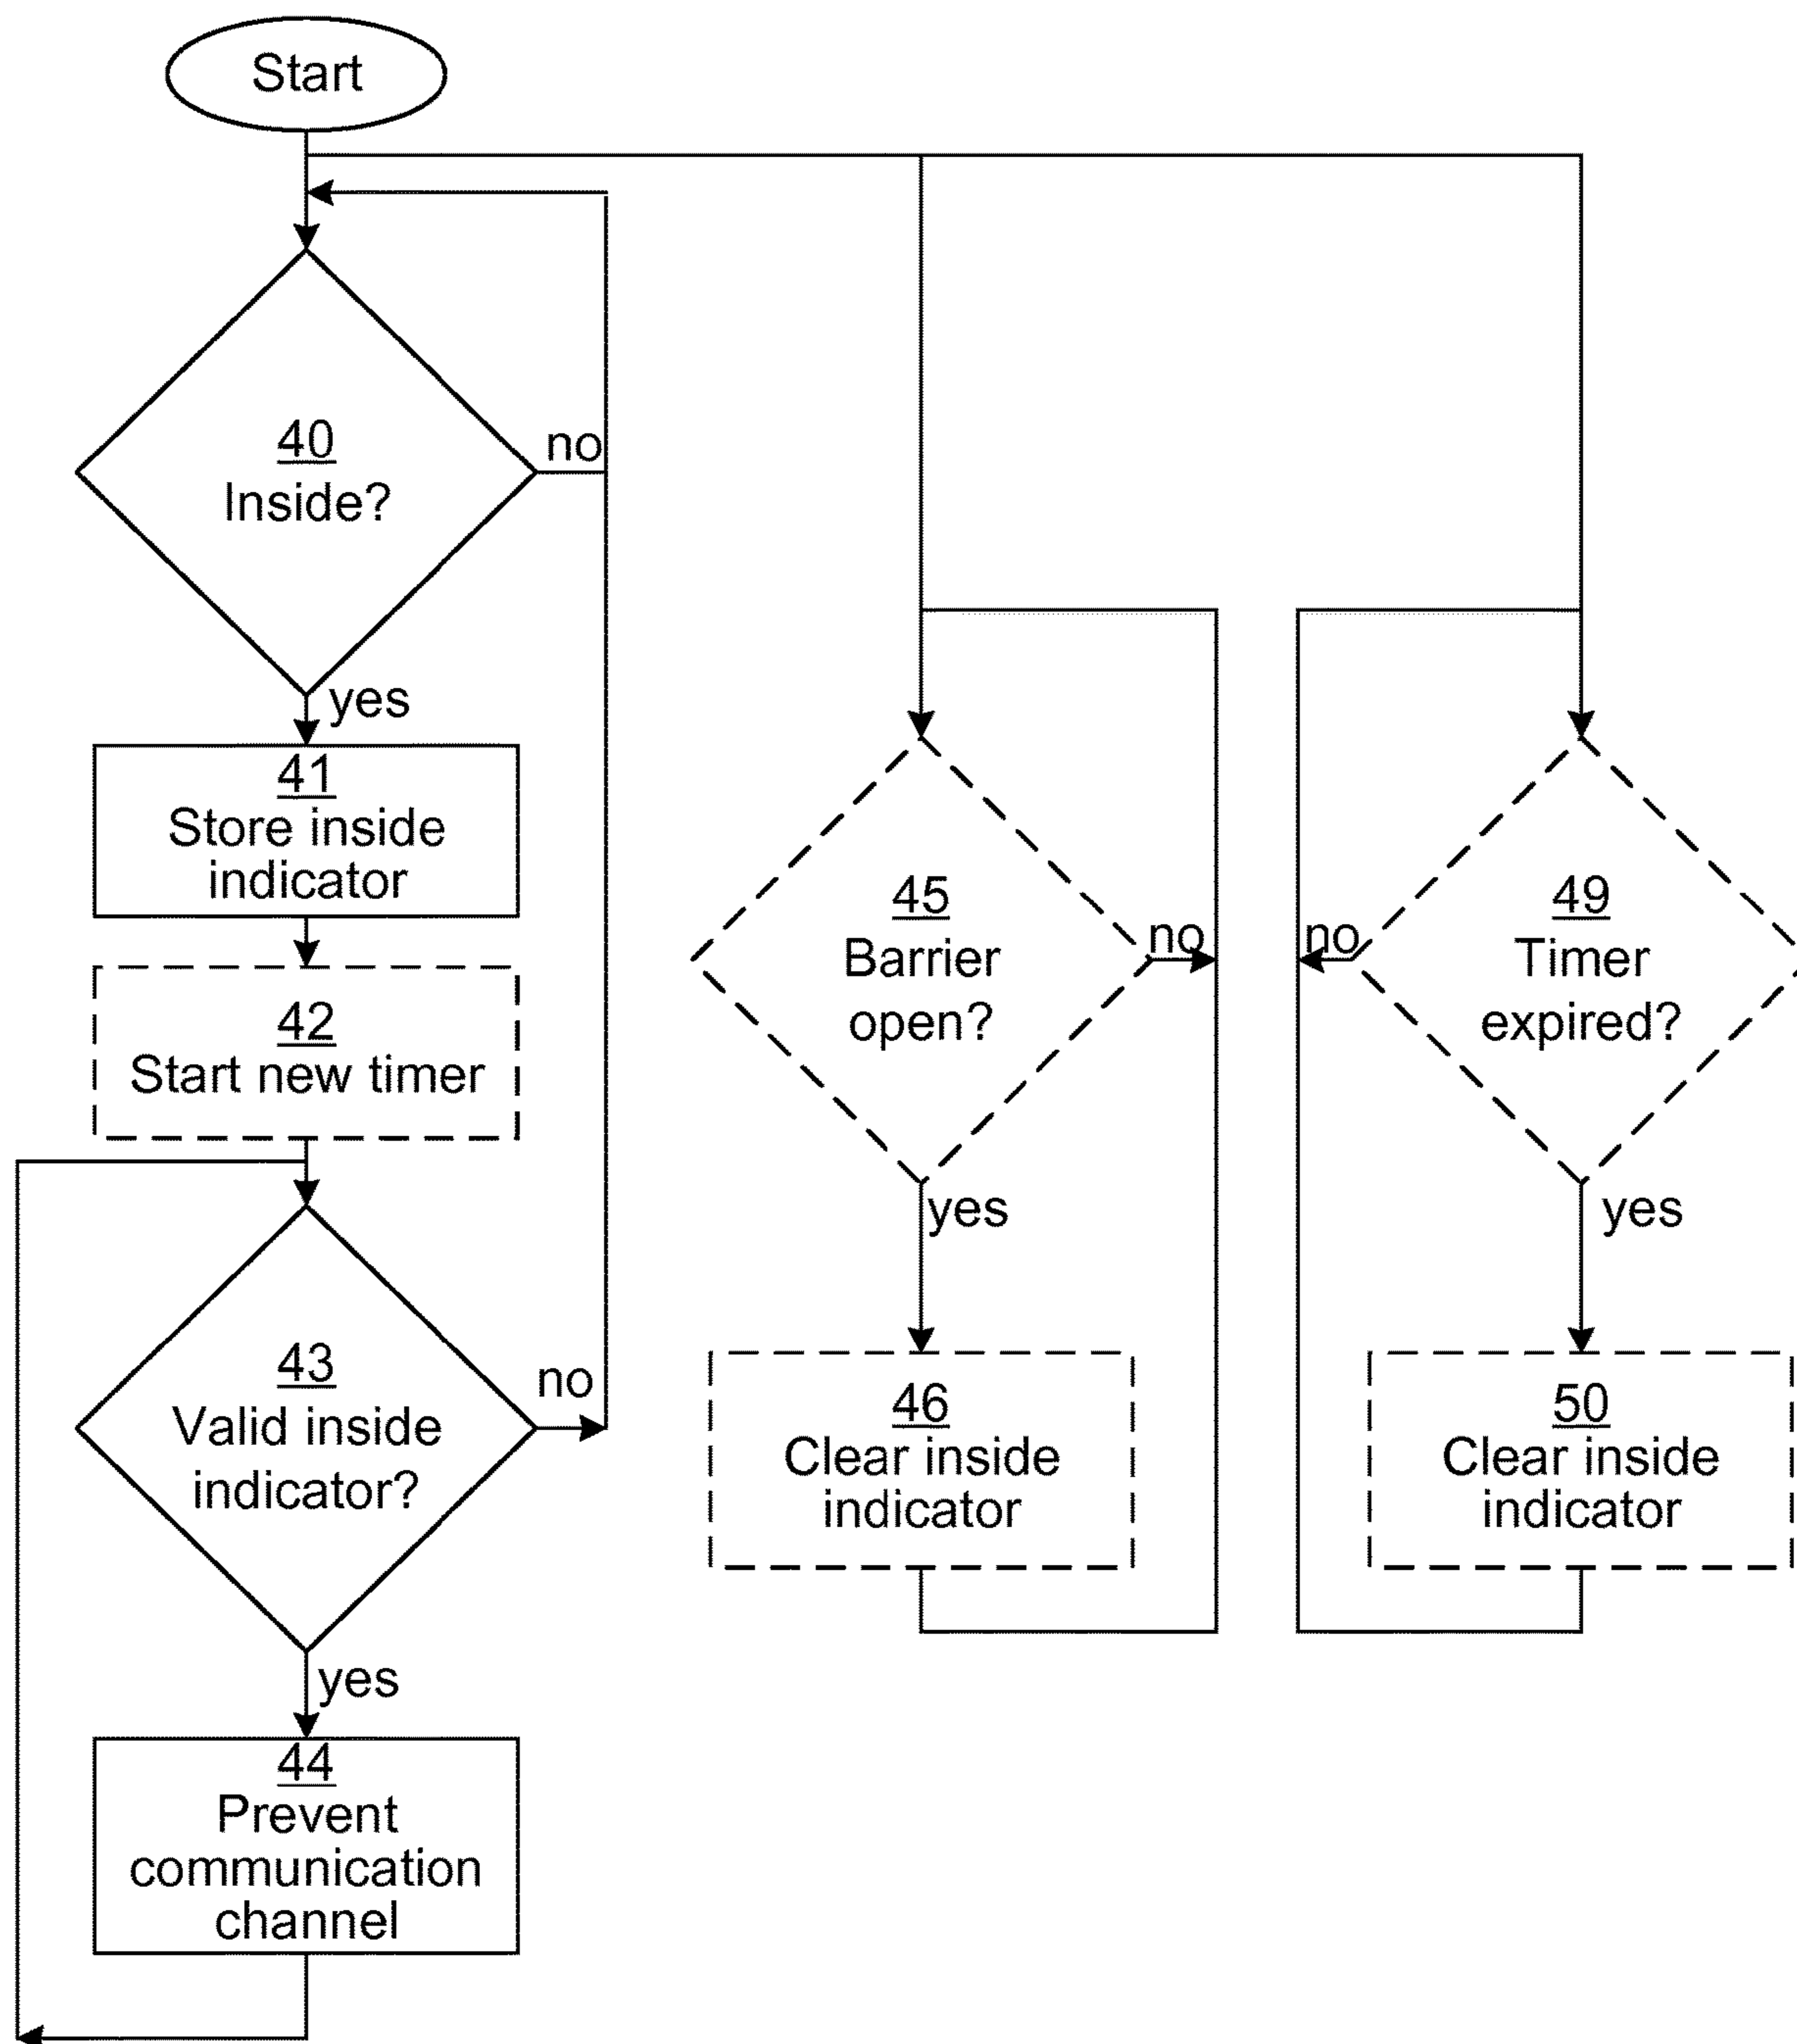 Start
40
Inside?
no
yes
41
Store inside
indicator
42
Start new timer
43
Valid inside
indicator?
no
yes
44
Prevent
communication
channel
45
Barrier
open?
no
yes
46
Clear inside
indicator
49
Timer
expired?
no
yes
50
Clear inside
indicator